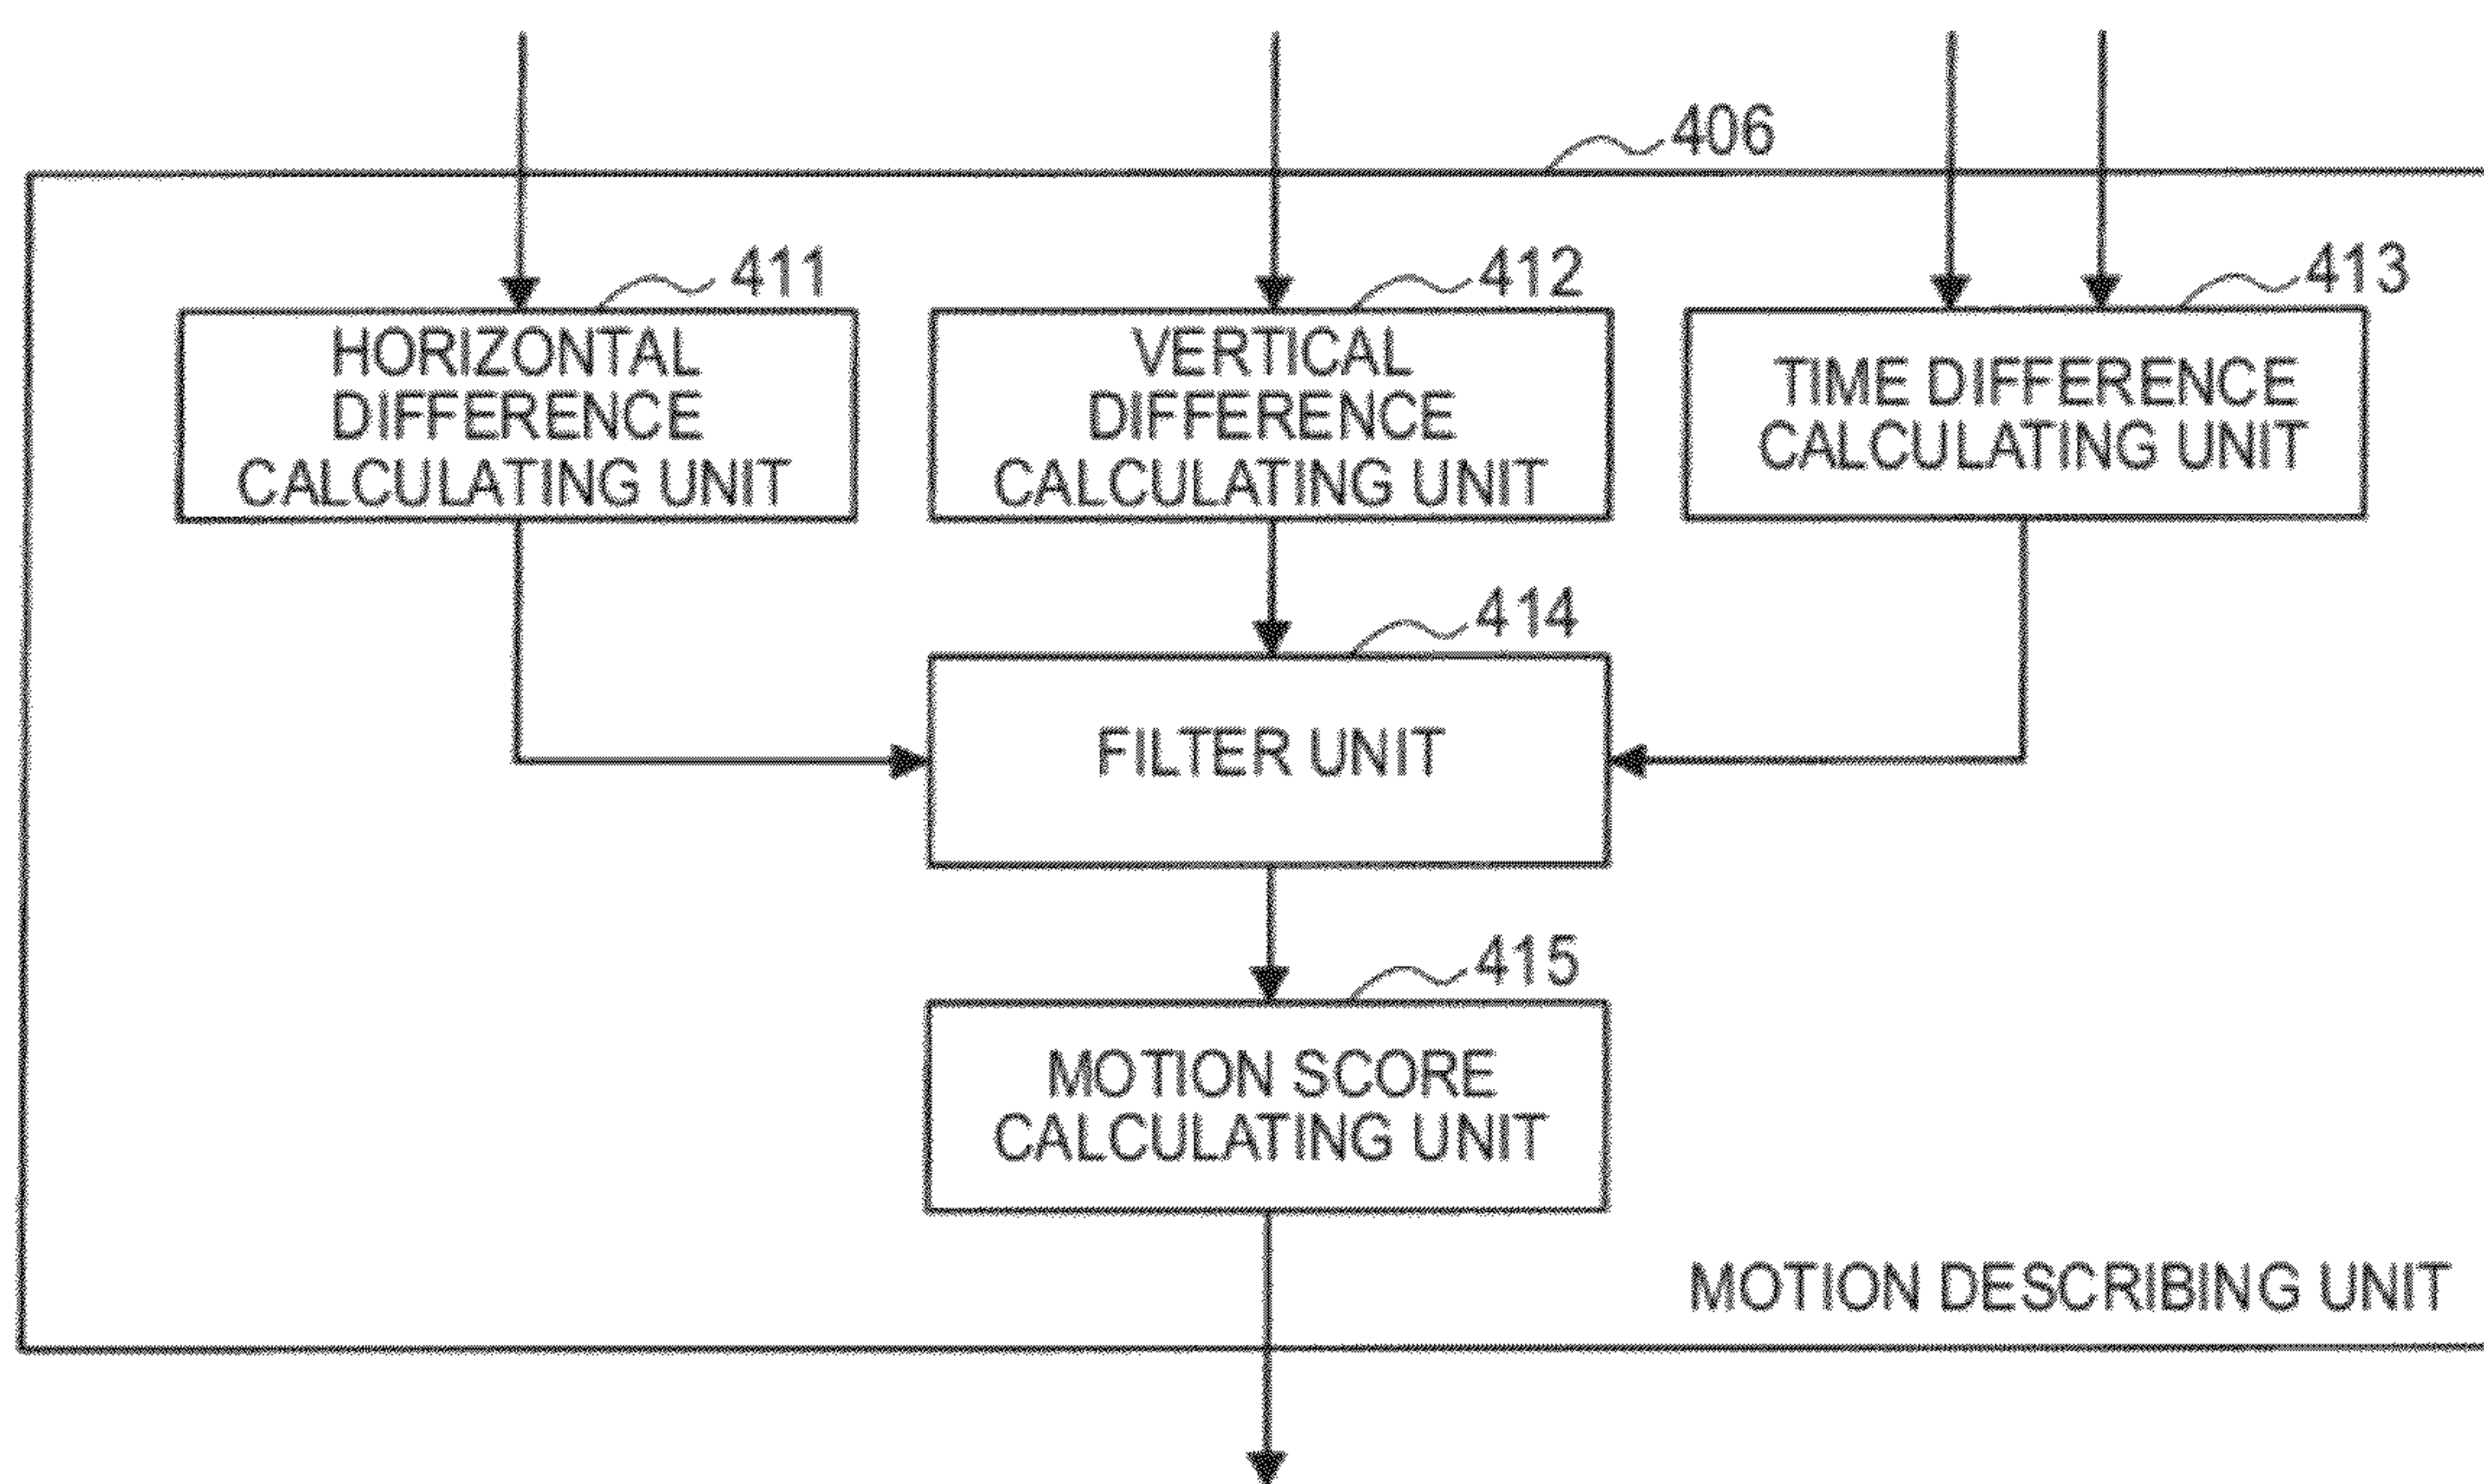 406
411
412
413
HORIZONTAL
DIFFERENCE
CALCULATING UNIT
VERTICAL
DIFFERENCE
CALCULATING UNIT
TIME DIFFERENCE
CALCULATING UNIT
414
FILTER UNIT
415
MOTION SCORE
CALCULATING UNIT
MOTION DESCRIBING UNIT